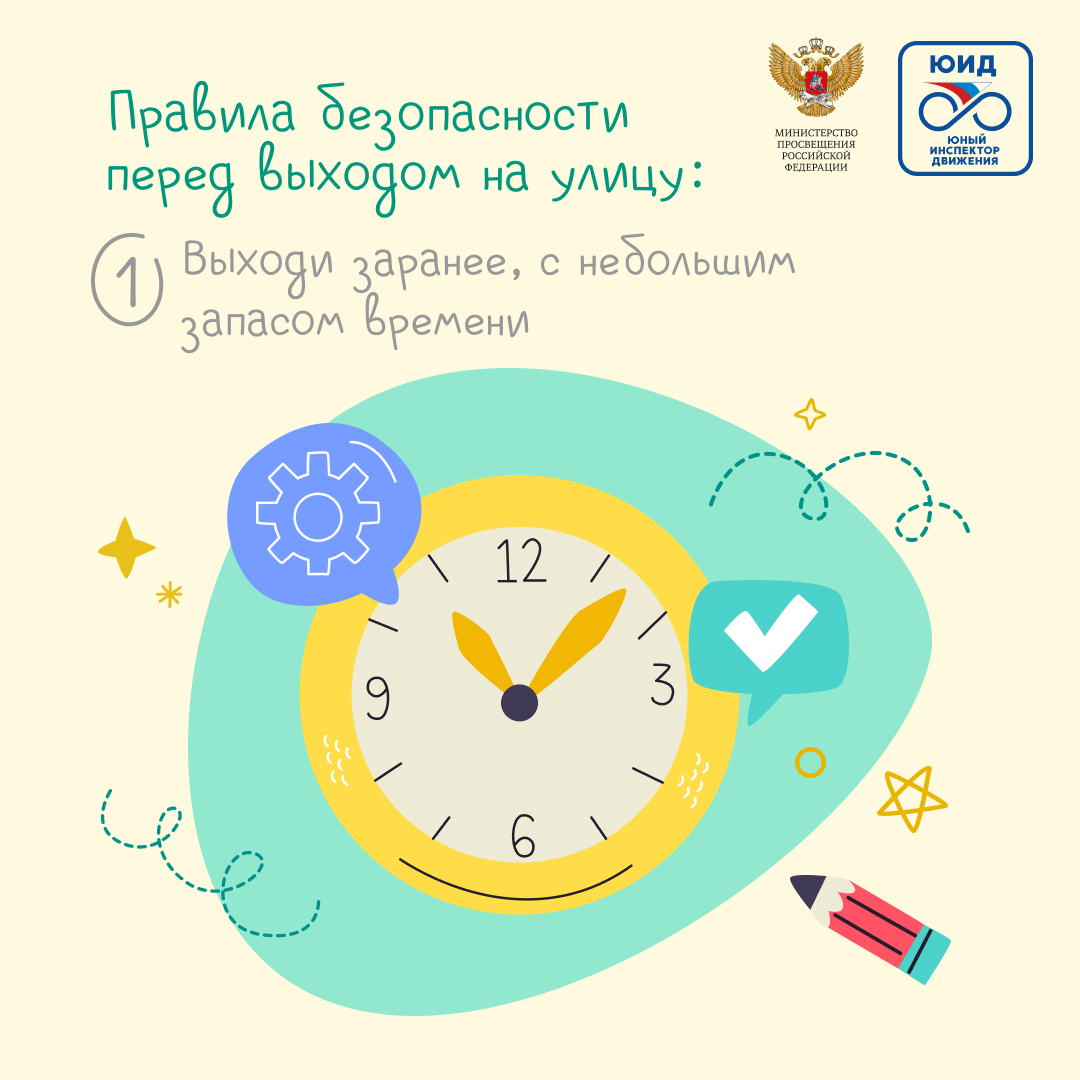 Правила безопасности
перед выходом на улицу:
МИНИСТЕРСТВО
ПРОСВЕЩЕНИЯ
РОССИЙСКОЙ
ФЕДЕРАЦИИ
ЮИД
ЮНЫЙ
ИНСПЕКТОР
ДВИЖЕНИЯ
1 Выходи заранее, с небольшим
запасом времени
12
9
3
6